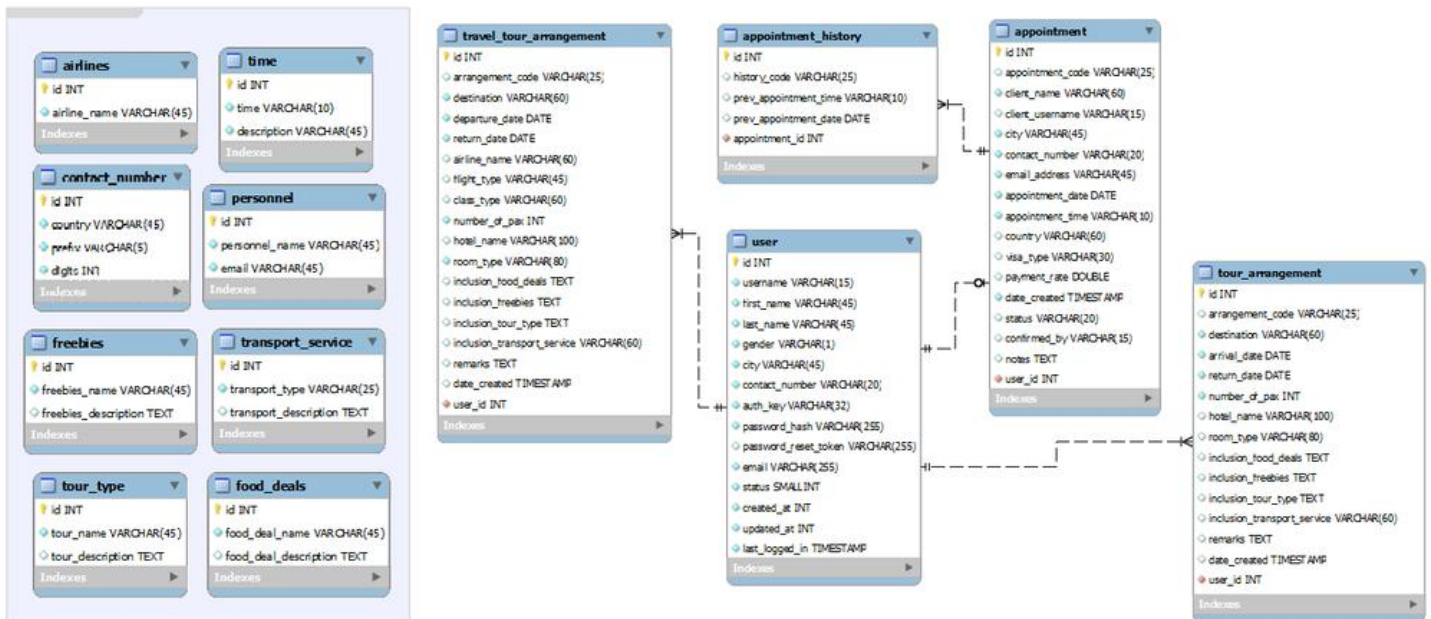 airlines
id INT
airline_name VARCHAR(45)
Indexes
time
id INT
time VARCHAR(10)
description VARCHAR(45)
Indexes
contact_number
id INT
country VARCHAR(45)
prefix VARCHAR(5)
digits INT
Indexes
personnel
id INT
personnel_name VARCHAR(45)
email VARCHAR(45)
Indexes
freebies
id INT
freebies_name VARCHAR(45)
freebies_description TEXT
Indexes
transport_service
id INT
transport_type VARCHAR(25)
transport_description TEXT
Indexes
tour_type
id INT
tour_name VARCHAR(45)
tour_description TEXT
Indexes
food_deals
id INT
food_deal_name VARCHAR(45)
food_deal_description TEXT
Indexes
travel_tour_arrangement
id INT
arrangement_code VARCHAR(25)
destination VARCHAR(60)
departure_date DATE
return_date DATE
airline_name VARCHAR(60)
flight_type VARCHAR(45)
class_type VARCHAR(60)
number_of_pax INT
hotel_name VARCHAR(100)
room_type VARCHAR(80)
inclusion_food_deals TEXT
inclusion_freebies TEXT
inclusion_tour_type TEXT
inclusion_transport_service VARCHAR(60)
remarks TEXT
date_created TIMESTAMP
user_id INT
Indexes
appointment_history
id INT
history_code VARCHAR(25)
prev_appointment_time VARCHAR(10)
prev_appointment_date DATE
appointment_id INT
Indexes
user
id INT
username VARCHAR(15)
first_name VARCHAR(45)
last_name VARCHAR(45)
gender VARCHAR(1)
city VARCHAR(45)
contact_number VARCHAR(20)
auth_key VARCHAR(32)
password_hash VARCHAR(255)
password_reset_token VARCHAR(255)
email VARCHAR(255)
status SMALLINT
created_at INT
updated_at INT
last_logged_in TIMESTAMP
Indexes
appointment
id INT
appointment_code VARCHAR(25)
client_name VARCHAR(60)
client_username VARCHAR(15)
city VARCHAR(45)
contact_number VARCHAR(20)
email_address VARCHAR(45)
appointment_date DATE
appointment_time VARCHAR(10)
country VARCHAR(60)
visa_type VARCHAR(30)
payment_rate DOUBLE
date_created TIMESTAMP
status VARCHAR(20)
confirmed_by VARCHAR(15)
notes TEXT
user_id INT
Indexes
tour_arrangement
id INT
arrangement_code VARCHAR(25)
destination VARCHAR(60)
arrival_date DATE
return_date DATE
number_of_pax INT
hotel_name VARCHAR(100)
room_type VARCHAR(80)
inclusion_food_deals TEXT
inclusion_freebies TEXT
inclusion_tour_type TEXT
inclusion_transport_service VARCHAR(60)
remarks TEXT
date_created TIMESTAMP
user_id INT
Indexes